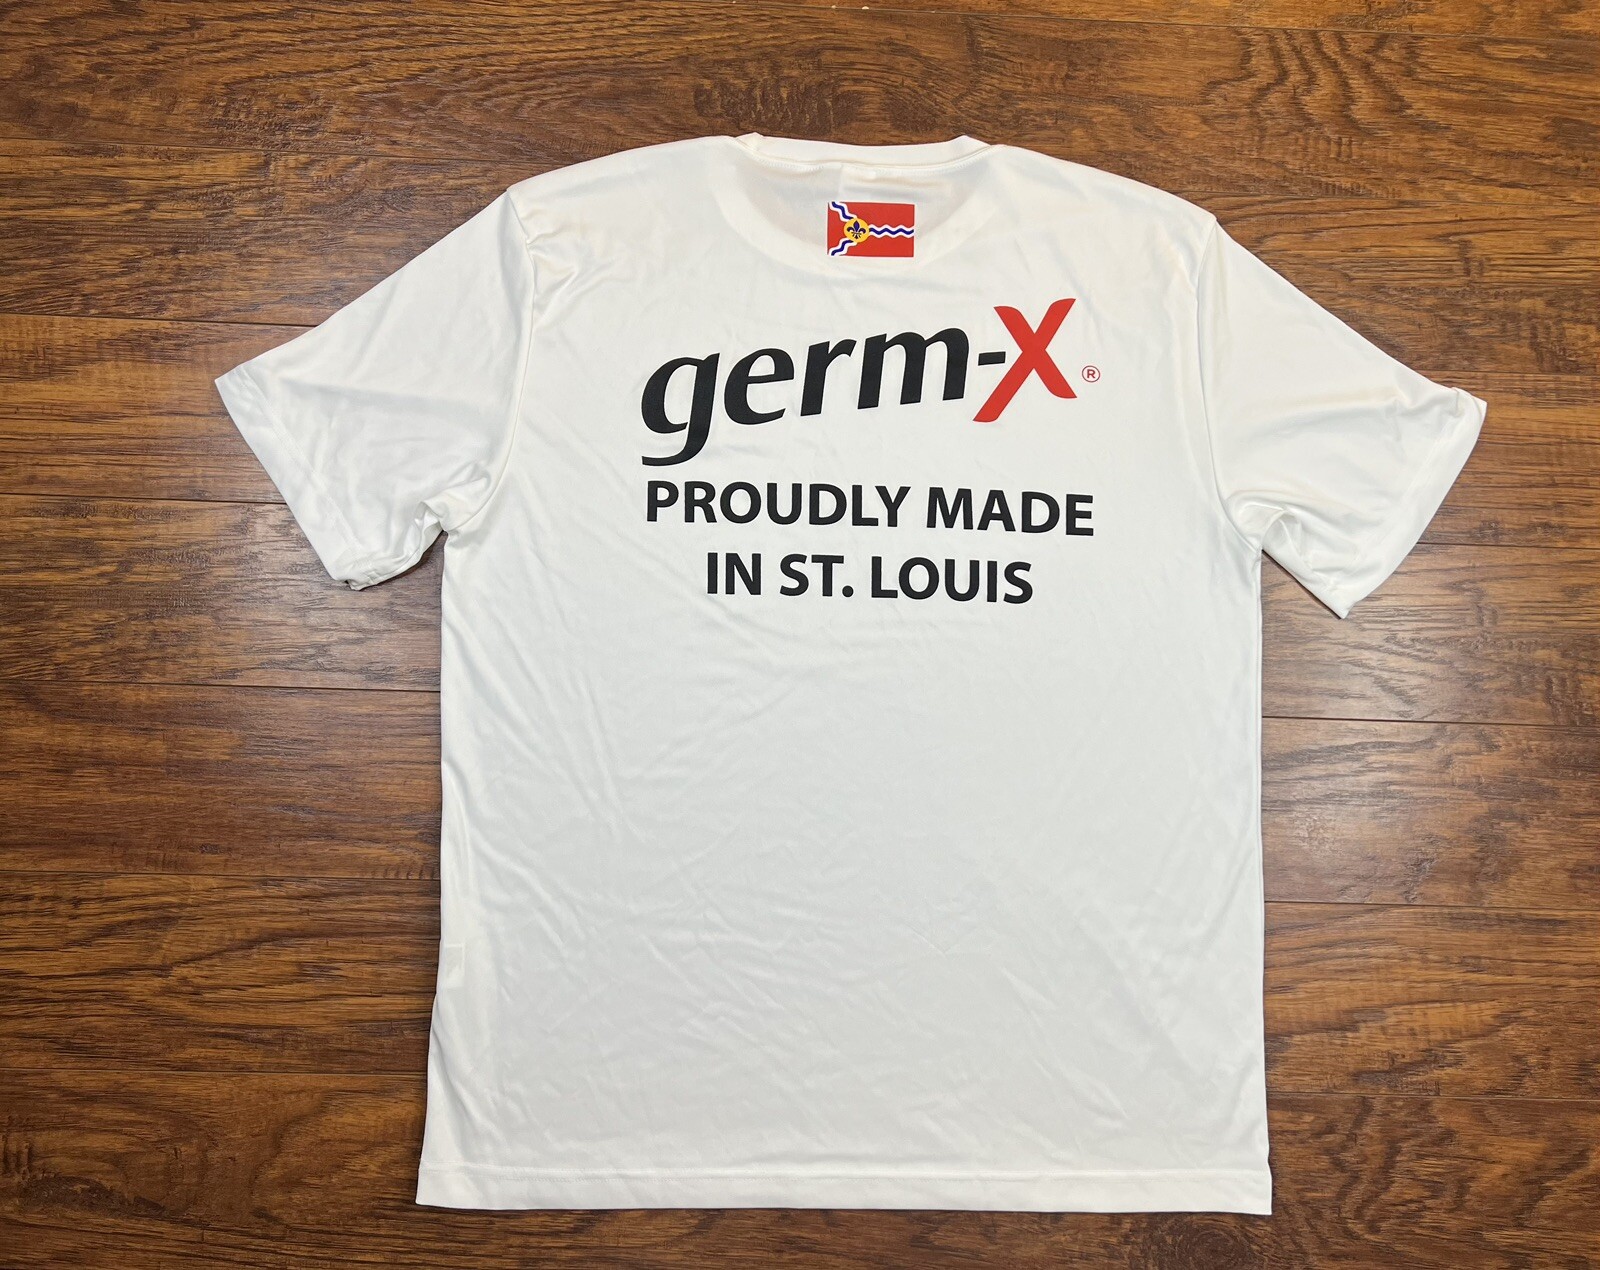 germ-X®
PROUDLY MADE
IN ST. LOUIS